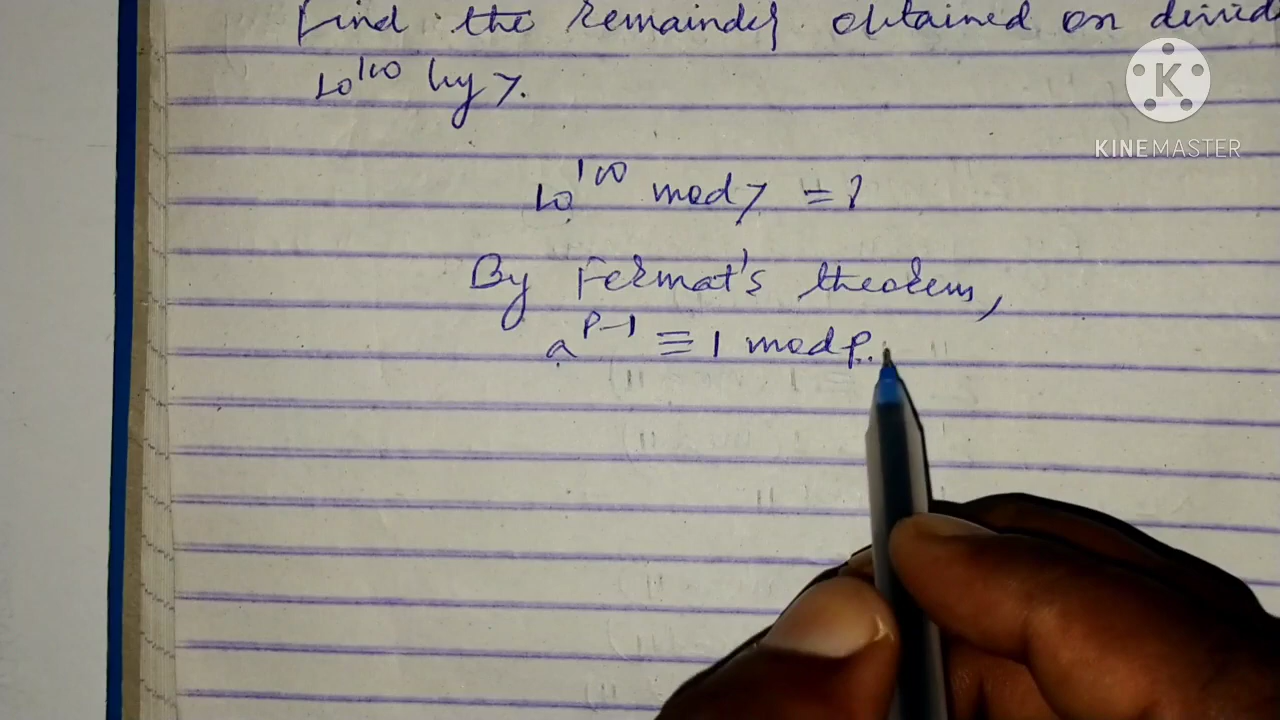 Find the remainder obtained on divid
10^100 by 7.
KINEMASTER
10^100 mod 7 = ?
By Fermat's theorem,
a^p-1 ≡ 1 mod p.